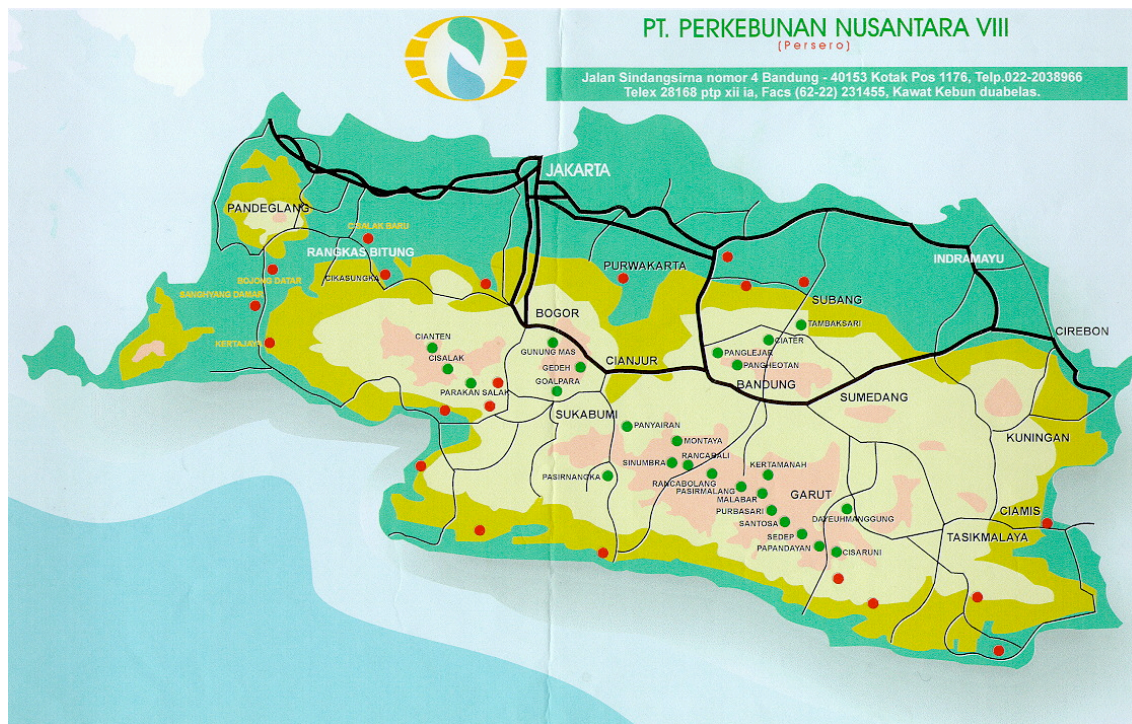 PT. PERKEBUNAN NUSANTARA VIII
(Persero)
Jalan Sindangsirna nomor 4 Bandung - 40153 Kotak Pos 1176, Telp.022-2038966
Telex 28168 ptp xii ia, Facs (62-22) 231455, Kawat Kebun duabelas.
JAKARTA
PANDEGLANG
CISALAK BARU
RANGKAS BITUNG
INDRAMAYU
PURWAKARTA
BOJONG DATAR
CIKASUNGKA
SANGHYANG DAMAR
SUBANG
BOGOR
TAMBAKSARI
CIREBON
CIANTEN
KERTAJAYA
CIATER
GUNUNG MAS
PANGLEJAR
CISALAK
CIANJUR
GEDEH
PANGHEOTAN
GOALPARA
BANDUNG
PARAKAN SALAK
SUMEDANG
SUKABUMI
PANYAIRAN
KUNINGAN
MONTAYA
RANCABALI
SINUMBRA
KERTAMANAH
PASIRNANGKA
RANCABOLANG
PASIRMALANG
GARUT
MALABAR
PURBASARI
CIAMIS
DAYEUHMANGGUNG
SANTOSA
SEDEP
TASIKMALAYA
PAPANDAYAN
CISARUNI